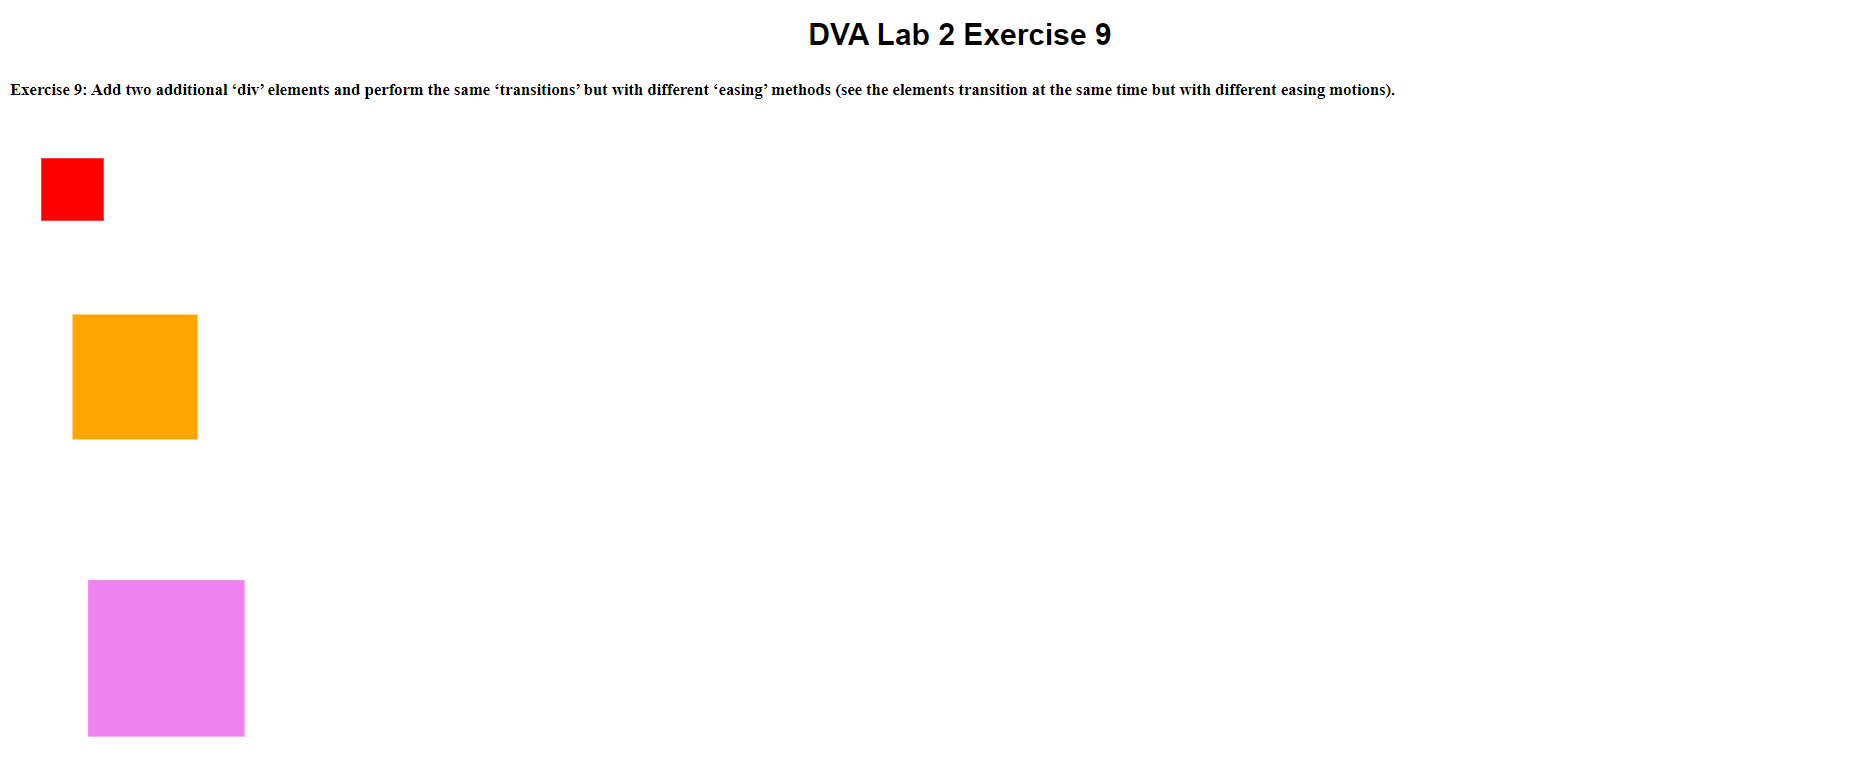 DVA Lab 2 Exercise 9
Exercise 9: Add two additional ‘div’ elements and perform the same ‘transitions’ but with different ‘easing’ methods (see the elements transition at the same time but with different easing motions).